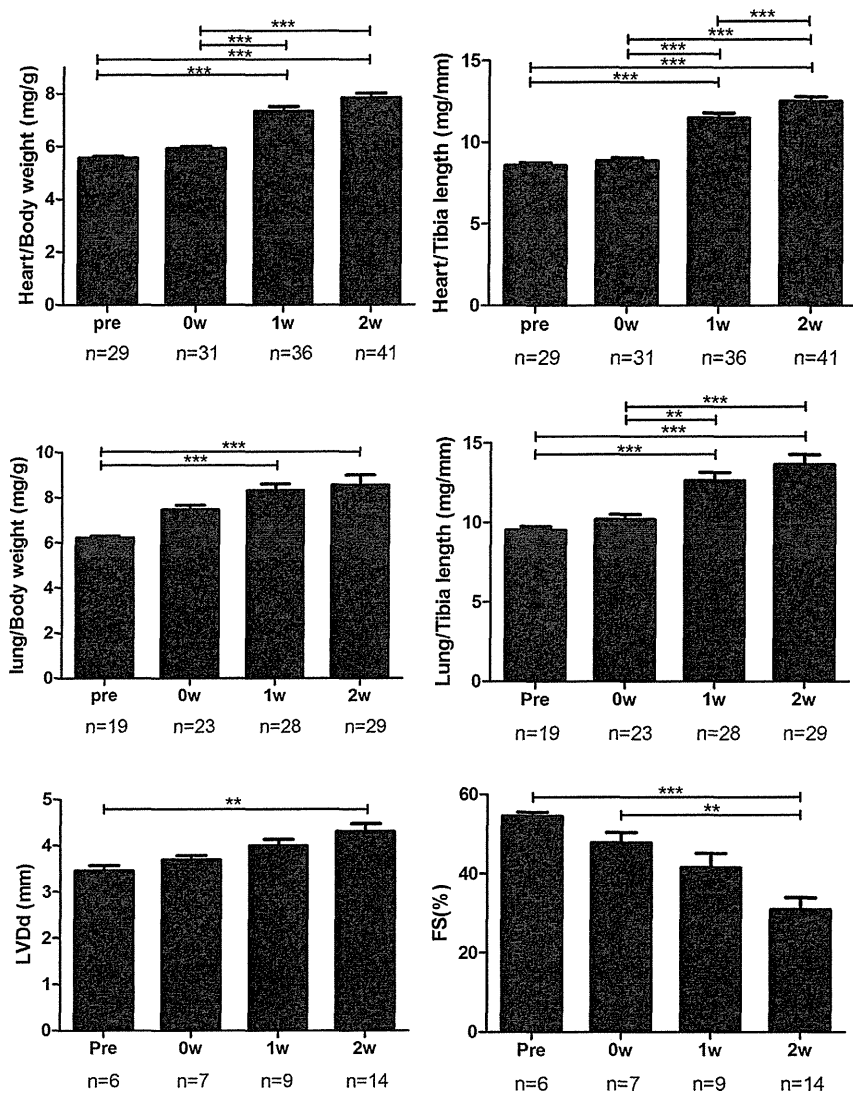 ***
***
***
***
Heart/Body weight (mg/g)
8
6
4
2
0
pre 0w 1w 2w
n=29 n=31 n=36 n=41
***
***
***
***
***
Heart/Tibia length (mg/mm)
15
10
5
0
pre 0w 1w 2w
n=29 n=31 n=36 n=41
***
***
lung/Body weight (mg/g)
10
8
6
4
2
0
pre 0w 1w 2w
n=19 n=23 n=28 n=29
***
**
***
***
Lung/Tibia length (mg/mm)
15
10
5
0
Pre 0w 1w 2w
n=19 n=23 n=28 n=29
**
LVDd (mm)
5
4
3
2
1
0
Pre 0w 1w 2w
n=6 n=7 n=9 n=14
***
**
FS(%)
60
40
20
0
Pre 0w 1w 2w
n=6 n=7 n=9 n=14